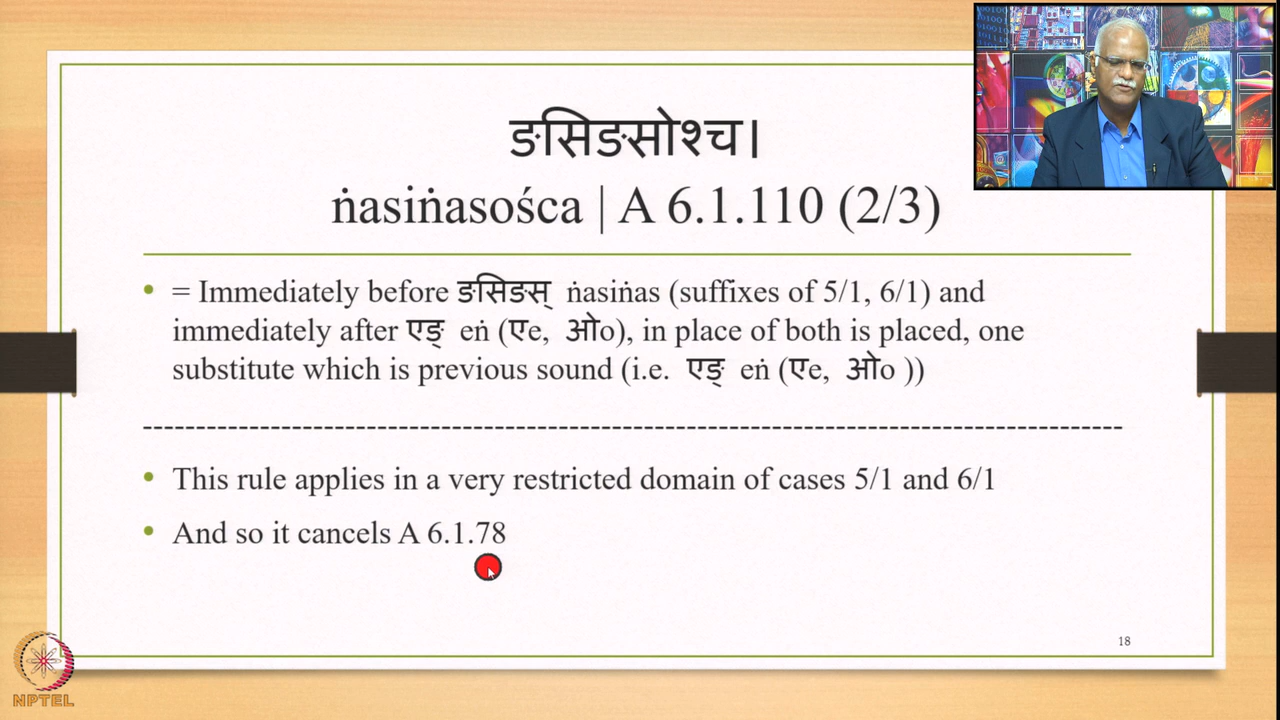 ङसिङसोश्च।
ṅasiṅasośca | A 6.1.110 (2/3)
• = Immediately before ङसिङस् ṅasiṅas (suffixes of 5/1, 6/1) and
immediately after एङ् eṅ (एe, ओo), in place of both is placed, one
substitute which is previous sound (i.e. एङ् eṅ (एe, ओo ))
--------------------------------------------------------------------------------------------
• This rule applies in a very restricted domain of cases 5/1 and 6/1
• And so it cancels A 6.1.78
18
NPTEL